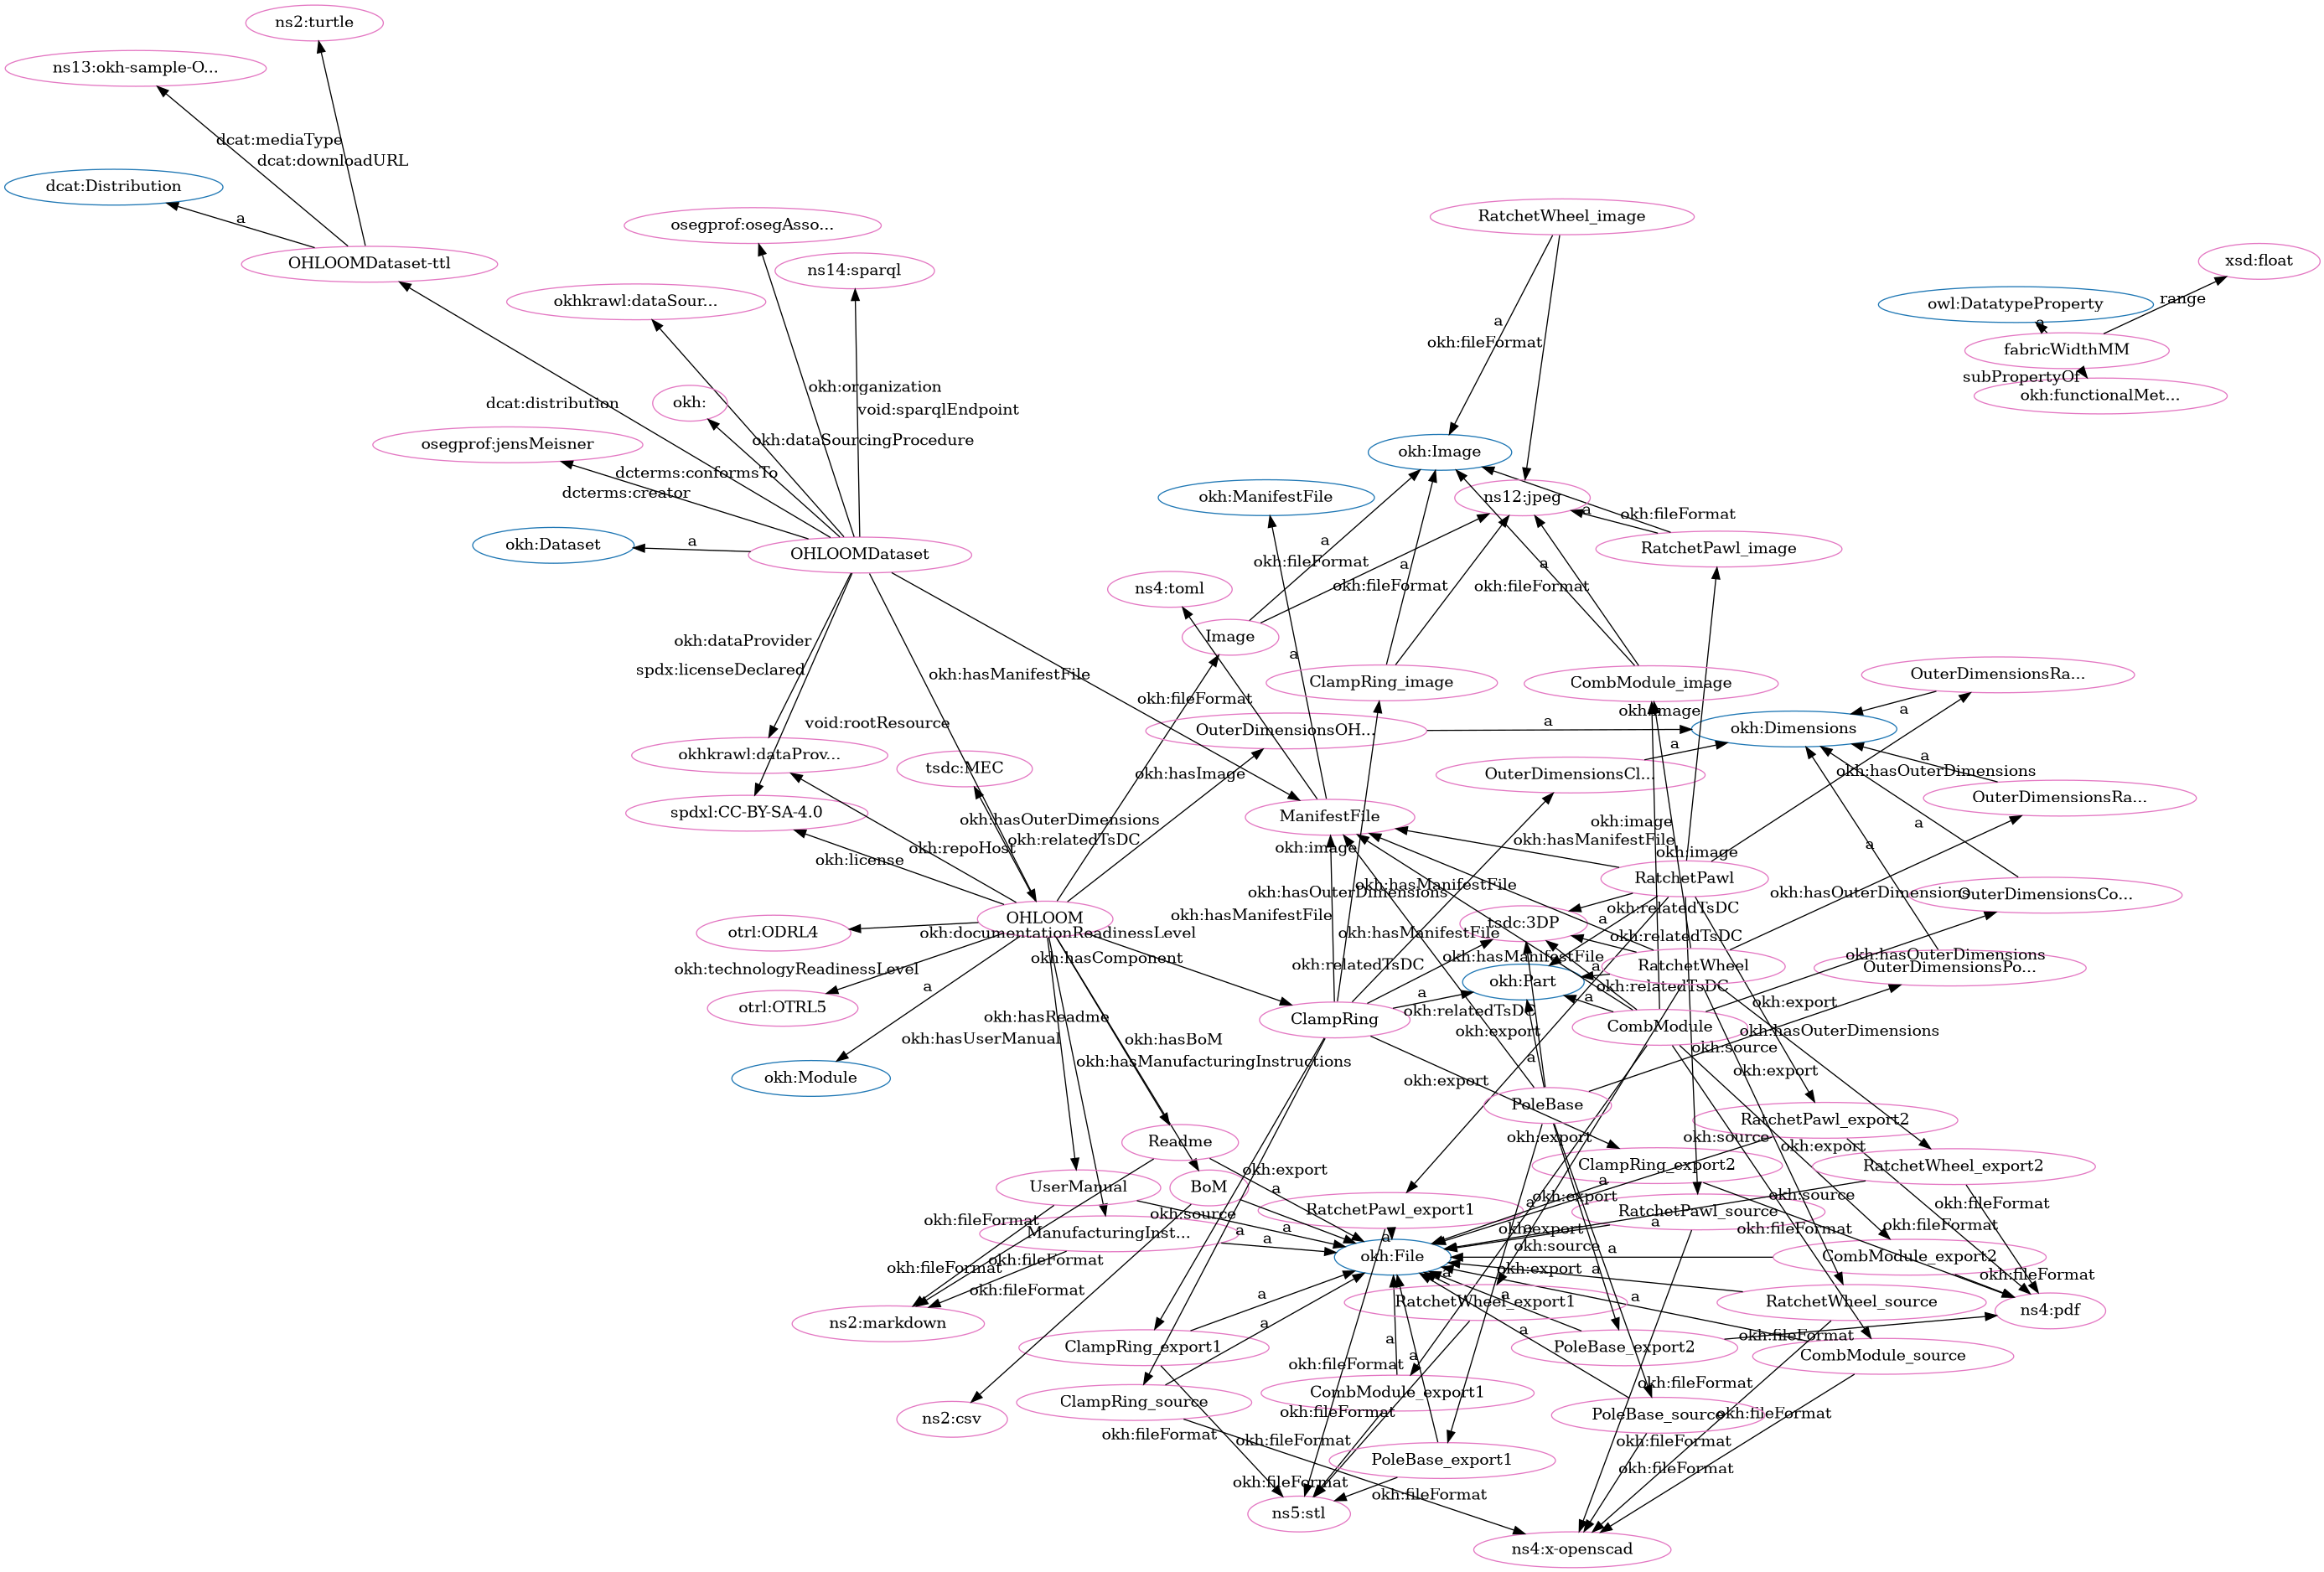 ns2:turtle
ns13:okh-sample-O...
dcat:mediaType
dcat:downloadURL
dcat:Distribution
a
OHLOOMDataset-ttl
osegprof:osegAsso...
ns14:sparql
okhkrawl:dataSour...
RatchetWheel_image
xsd:float
owl:DatatypeProperty
range
a
fabricWidthMM
subPropertyOf
okh:functionalMet...
a
okh:fileFormat
okh:organization
void:sparqlEndpoint
dcat:distribution
okh:
osegprof:jensMeisner
okh:dataSourcingProcedure
dcterms:conformsTo
dcterms:creator
okh:Image
okh:ManifestFile
ns12:jpeg
okh:fileFormat
a
okh:Dataset
a
OHLOOMDataset
a
okh:fileFormat
RatchetPawl_image
a
okh:fileFormat
a
okh:fileFormat
ns4:toml
okh:dataProvider
Image
a
spdx:licenseDeclared
okh:hasManifestFile
okh:fileFormat
ClampRing_image
CombModule_image
OuterDimensionsRa...
void:rootResource
okh:image
a
OuterDimensionsOH...
a
okh:Dimensions
okhkrawl:dataProv...
tsdc:MEC
okh:hasImage
OuterDimensionsCl...
a
okh:hasOuterDimensions
a
OuterDimensionsRa...
spdxl:CC-BY-SA-4.0
okh:hasOuterDimensions
ManifestFile
okh:image
a
okh:relatedTsDC
okh:hasManifestFile
okh:repoHost
okh:image
okh:image
a
okh:license
RatchetPawl
okh:hasOuterDimensions
okh:hasManifestFile
okh:hasOuterDimensions
OuterDimensionsCo...
OHLOOM
okh:hasManifestFile
okh:relatedTsDC
otrl:ODRL4
okh:documentationReadinessLevel
okh:hasManifestFile
tsdc:3DP
a
okh:relatedTsDC
okh:technologyReadinessLevel
okh:hasComponent
okh:relatedTsDC
okh:hasManifestFile
RatchetWheel
okh:hasOuterDimensions
OuterDimensionsPo...
a
okh:Part
a
okh:relatedTsDC
otrl:OTRL5
okh:hasReadme
ClampRing
a
okh:relatedTsDC
a
CombModule
okh:export
okh:hasUserManual
okh:hasBoM
okh:export
okh:hasOuterDimensions
okh:hasManufacturingInstructions
a
okh:source
okh:Module
okh:export
okh:export
PoleBase
RatchetPawl_export2
Readme
okh:export
okh:source
okh:export
okh:export
ClampRing_export2
RatchetWheel_export2
UserManual
BoM
a
a
okh:source
okh:export
a
okh:fileFormat
okh:source
RatchetPawl_export1
RatchetPawl_source
okh:fileFormat
okh:export
a
okh:fileFormat
okh:fileFormat
ManufacturingInst...
a
a
a
okh:source
a
okh:File
CombModule_export2
okh:fileFormat
okh:fileFormat
okh:export
a
a
okh:fileFormat
okh:fileFormat
a
a
RatchetWheel_export1
a
RatchetWheel_source
ns4:pdf
ns2:markdown
a
a
okh:fileFormat
ClampRing_export1
a
PoleBase_export2
a
CombModule_source
okh:fileFormat
okh:fileFormat
ClampRing_source
CombModule_export1
okh:fileFormat
PoleBase_source
okh:fileFormat
ns2:csv
okh:fileFormat
okh:fileFormat
okh:fileFormat
PoleBase_export1
okh:fileFormat
okh:fileFormat
okh:fileFormat
ns5:stl
ns4:x-openscad